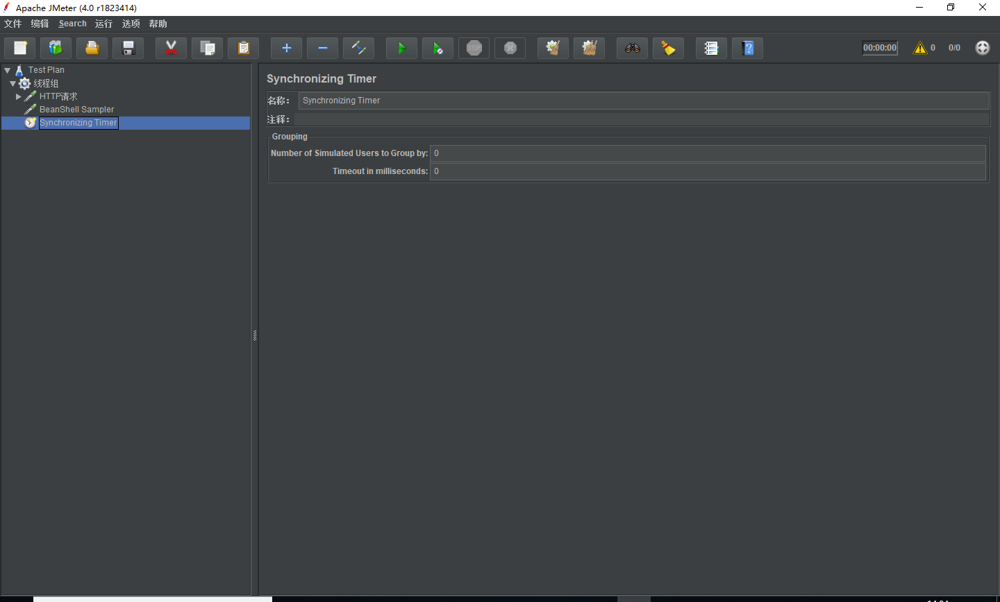 Apache JMeter (4.0 r1823414)
文件 编辑 Search 运行 选项 帮助
STOP
00:00:00 0 0/0
Test Plan
线程组
HTTP请求
BeanShell Sampler
Synchronizing Timer
Synchronizing Timer
名称： Synchronizing Timer
注释：
Grouping
Number of Simulated Users to Group by: 0
Timeout in milliseconds: 0